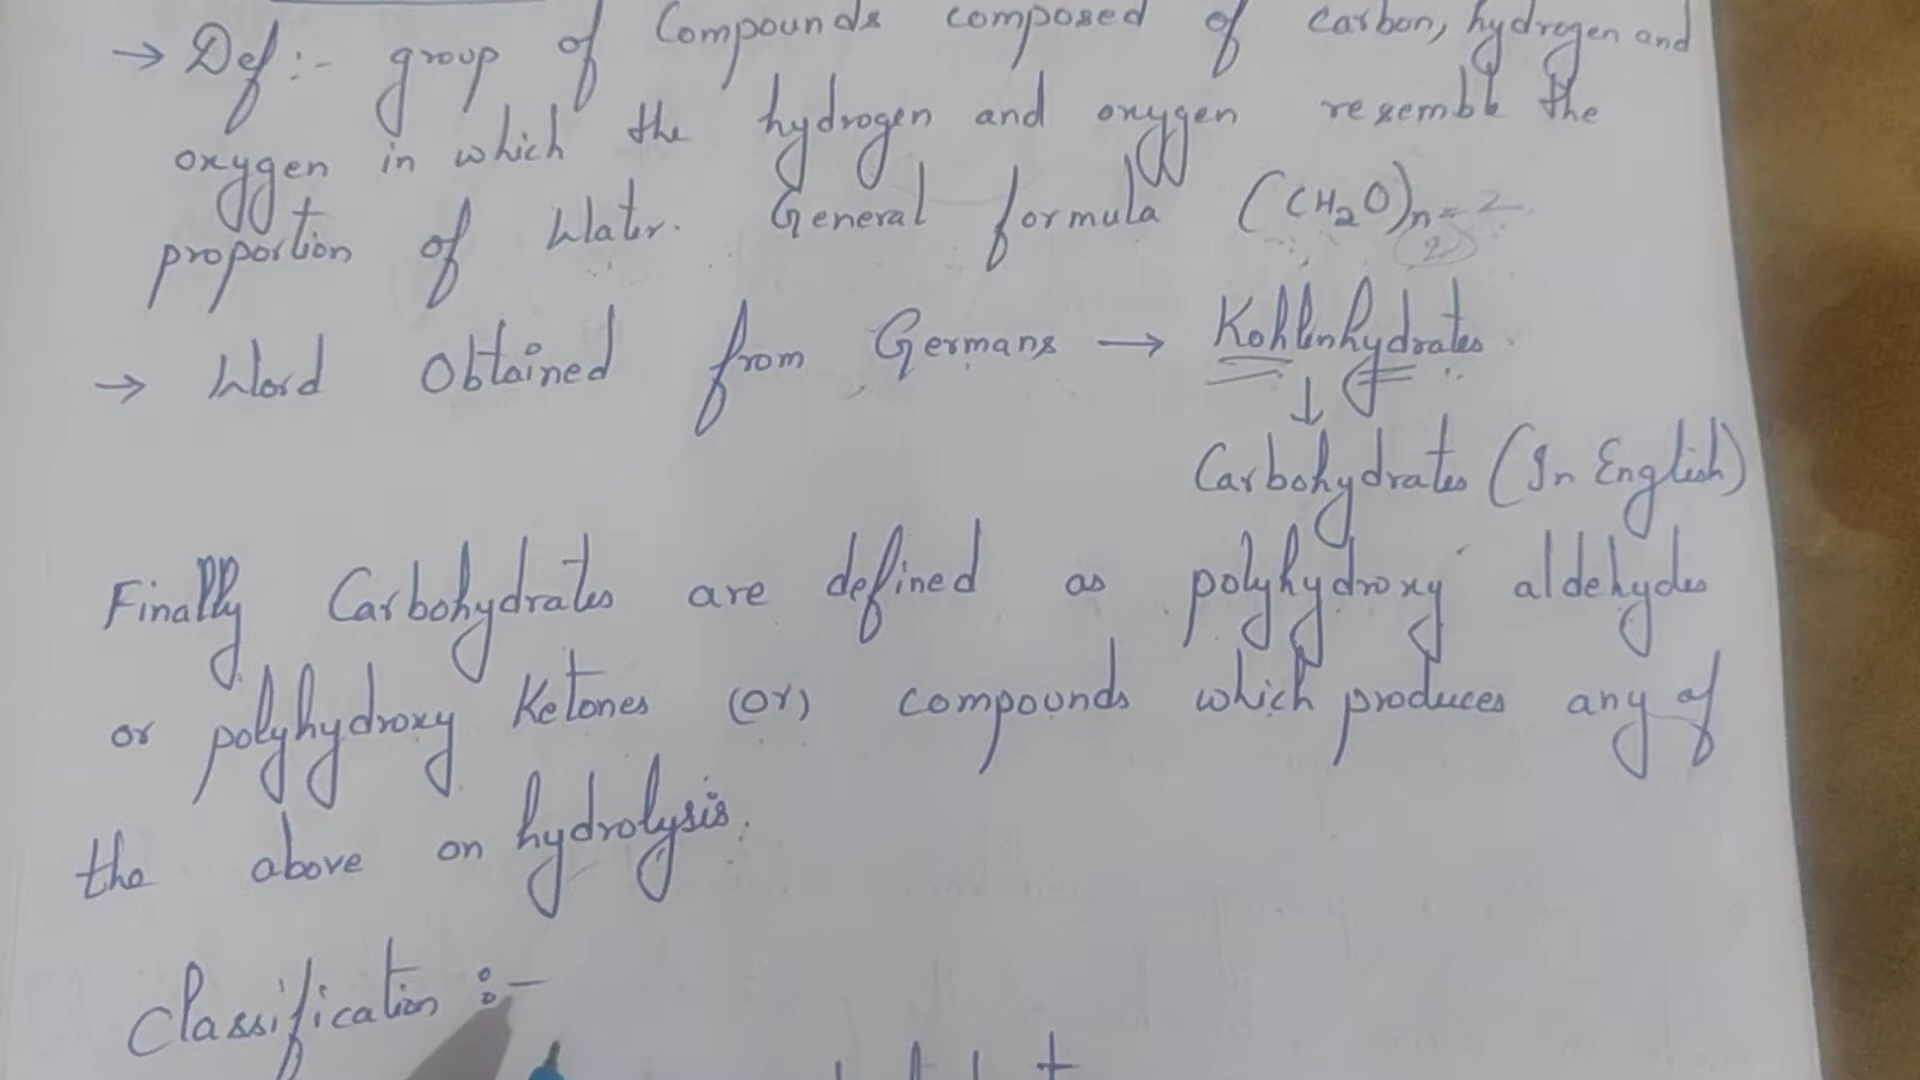 → Def :- group of Compounds composed of carbon, hydrogen and
oxygen in which the hydrogen and oxygen resemble the
proportion of Water. General formula (CH₂O)n = 2
(2)
→ Word Obtained from Germans → Kohlenhydrates
↓
Carbohydrates (In English)
Finally Carbohydrates are defined as polyhydroxy aldehydes
or polyhydroxy Ketones (or) compounds which produces any of
the above on hydrolysis.
Classification :-